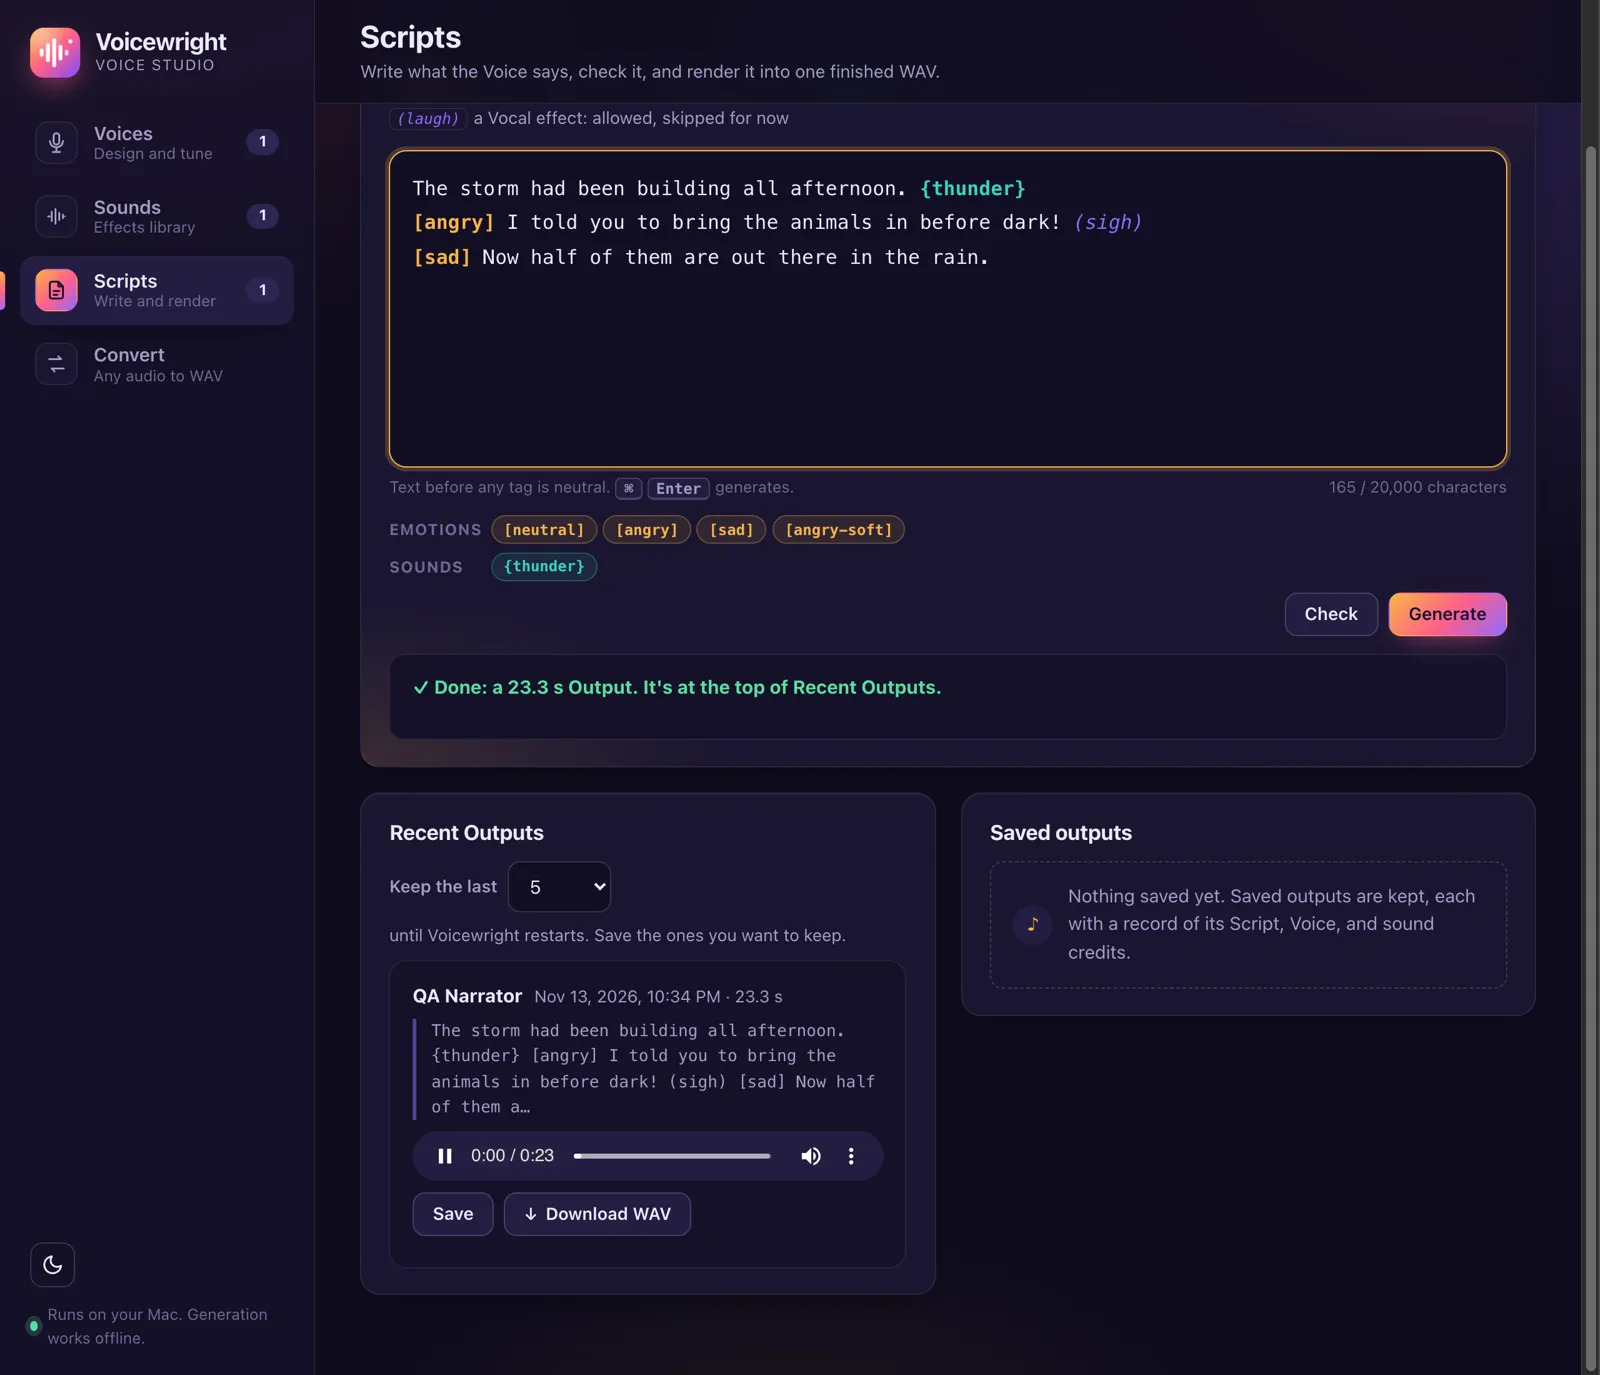 Voicewright
VOICE STUDIO
Voices
Design and tune
1
Sounds
Effects library
1
Scripts
Write and render
1
Convert
Any audio to WAV
Runs on your Mac. Generation
works offline.
Scripts
Write what the Voice says, check it, and render it into one finished WAV.
(laugh) a Vocal effect: allowed, skipped for now
The storm had been building all afternoon. {thunder}
[angry] I told you to bring the animals in before dark! (sigh)
[sad] Now half of them are out there in the rain.
Text before any tag is neutral. ⌘ Enter generates.
165 / 20,000 characters
EMOTIONS [neutral] [angry] [sad] [angry-soft]
SOUNDS {thunder}
Check
Generate
✓ Done: a 23.3 s Output. It's at the top of Recent Outputs.
Recent Outputs
Keep the last 5
until Voicewright restarts. Save the ones you want to keep.
QA Narrator Nov 13, 2026, 10:34 PM · 23.3 s
The storm had been building all afternoon.
{thunder} [angry] I told you to bring the
animals in before dark! (sigh) [sad] Now half
of them a…
0:00 / 0:23
Save
↓ Download WAV
Saved outputs
Nothing saved yet. Saved outputs are kept, each
with a record of its Script, Voice, and sound
credits.